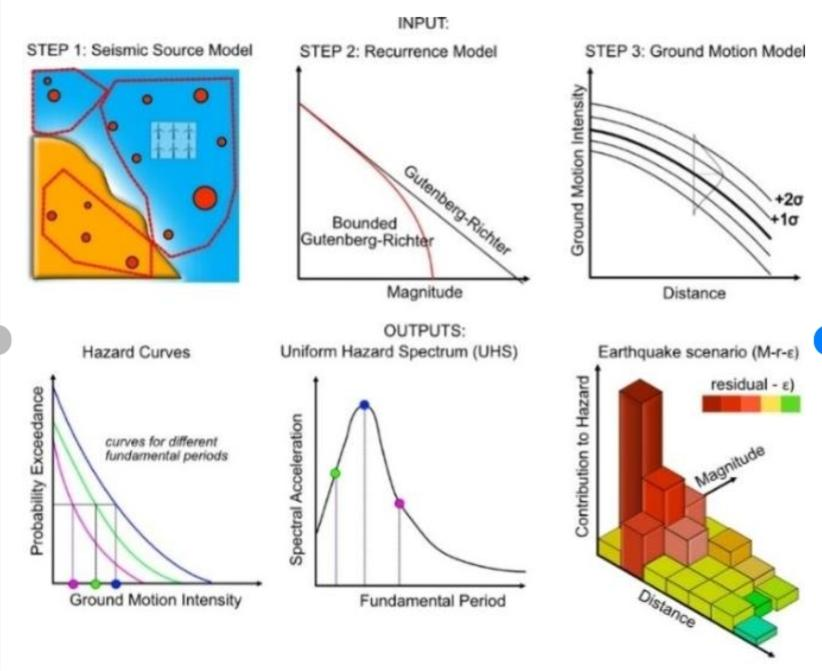 INPUT:
STEP 1: Seismic Source Model
STEP 2: Recurrence Model
STEP 3: Ground Motion Model
Gutenberg-Richter
Bounded
Gutenberg-Richter
Magnitude
Ground Motion Intensity
+2σ
+1σ
Distance
OUTPUTS:
Hazard Curves
Uniform Hazard Spectrum (UHS)
Earthquake scenario (M-r-ε)
Probability Exceedance
curves for different
fundamental periods
Ground Motion Intensity
Spectral Acceleration
Fundamental Period
Contribution to Hazard
residual - ε)
Magnitude
Distance